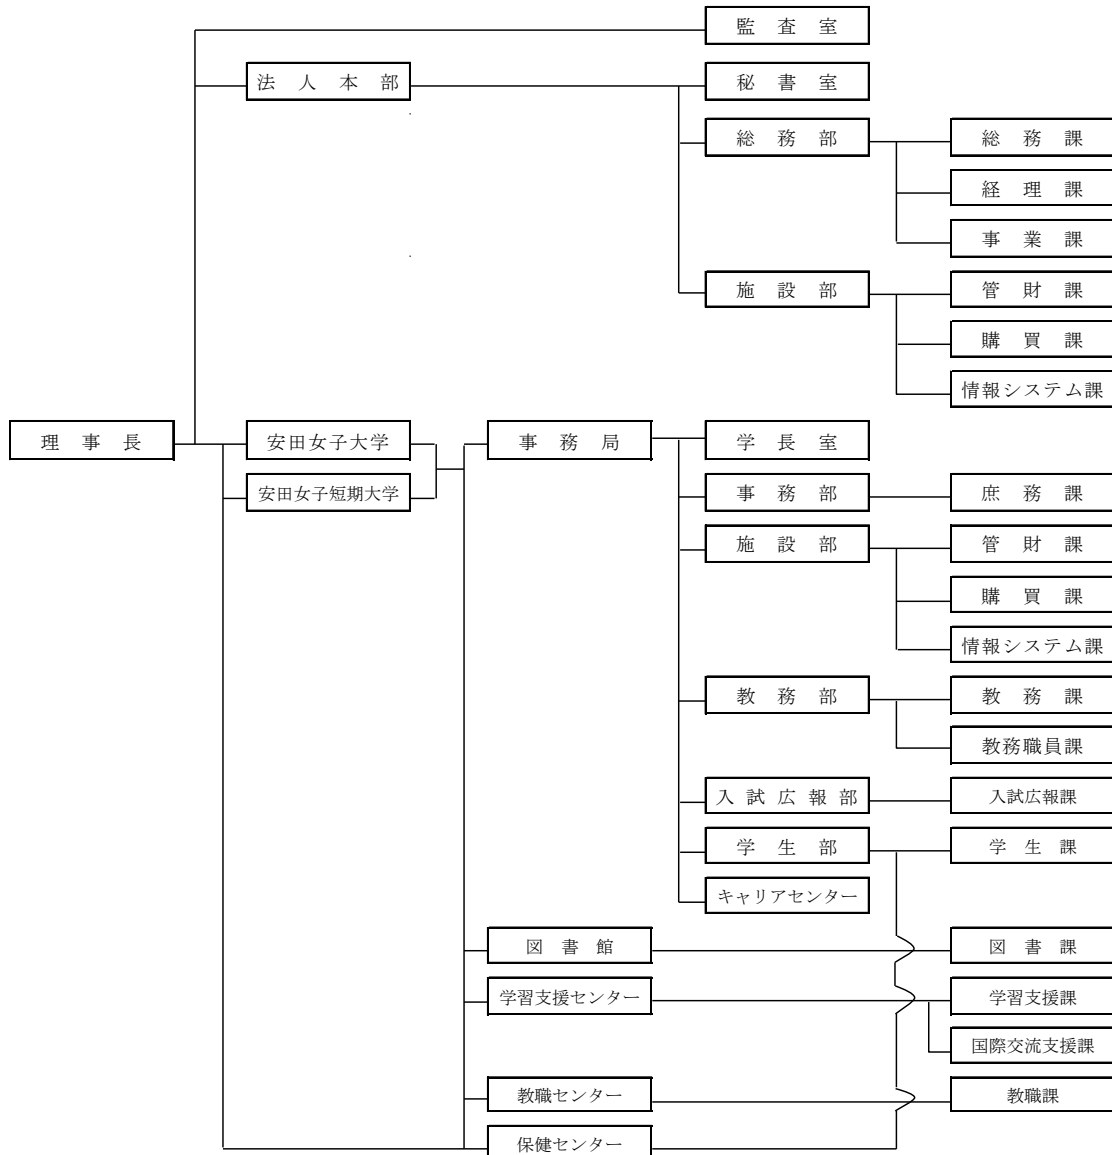 監査室
法人本部
秘書室
総務部
総務課
経理課
事業課
施設部
管財課
購買課
情報システム課
理事長
安田女子大学
事務局
学長室
安田女子短期大学
事務部
庶務課
施設部
管財課
購買課
情報システム課
教務部
教務課
教務職員課
入試広報部
入試広報課
学生部
学生課
キャリアセンター
図書館
図書課
学習支援センター
学習支援課
国際交流支援課
教職センター
教職課
保健センター